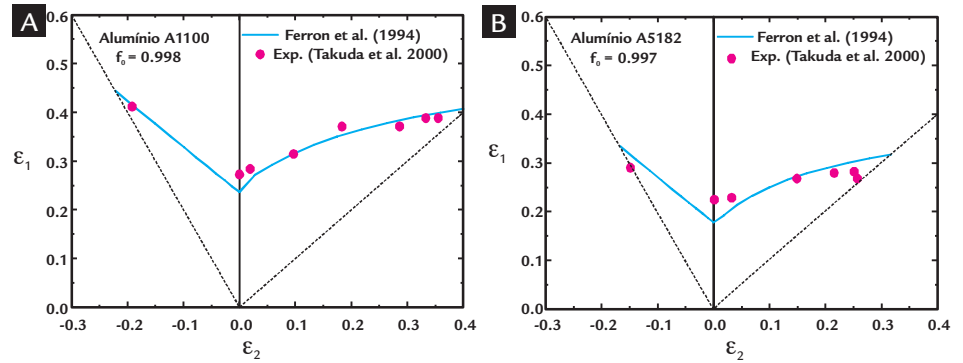 A
Alumínio A1100
f₀ = 0.998
Ferron et al. (1994)
Exp. (Takuda et al. 2000)
0.6
0.5
0.4
0.3
0.2
0.1
0.0
ε₁
-0.3 -0.2 -0.1 0.0 0.1 0.2 0.3 0.4
ε₂
B
Alumínio A5182
f₀ = 0.997
Ferron et al. (1994)
Exp. (Takuda et al. 2000)
0.6
0.5
0.4
0.3
0.2
0.1
0.0
ε₁
-0.3 -0.2 -0.1 0.0 0.1 0.2 0.3 0.4
ε₂